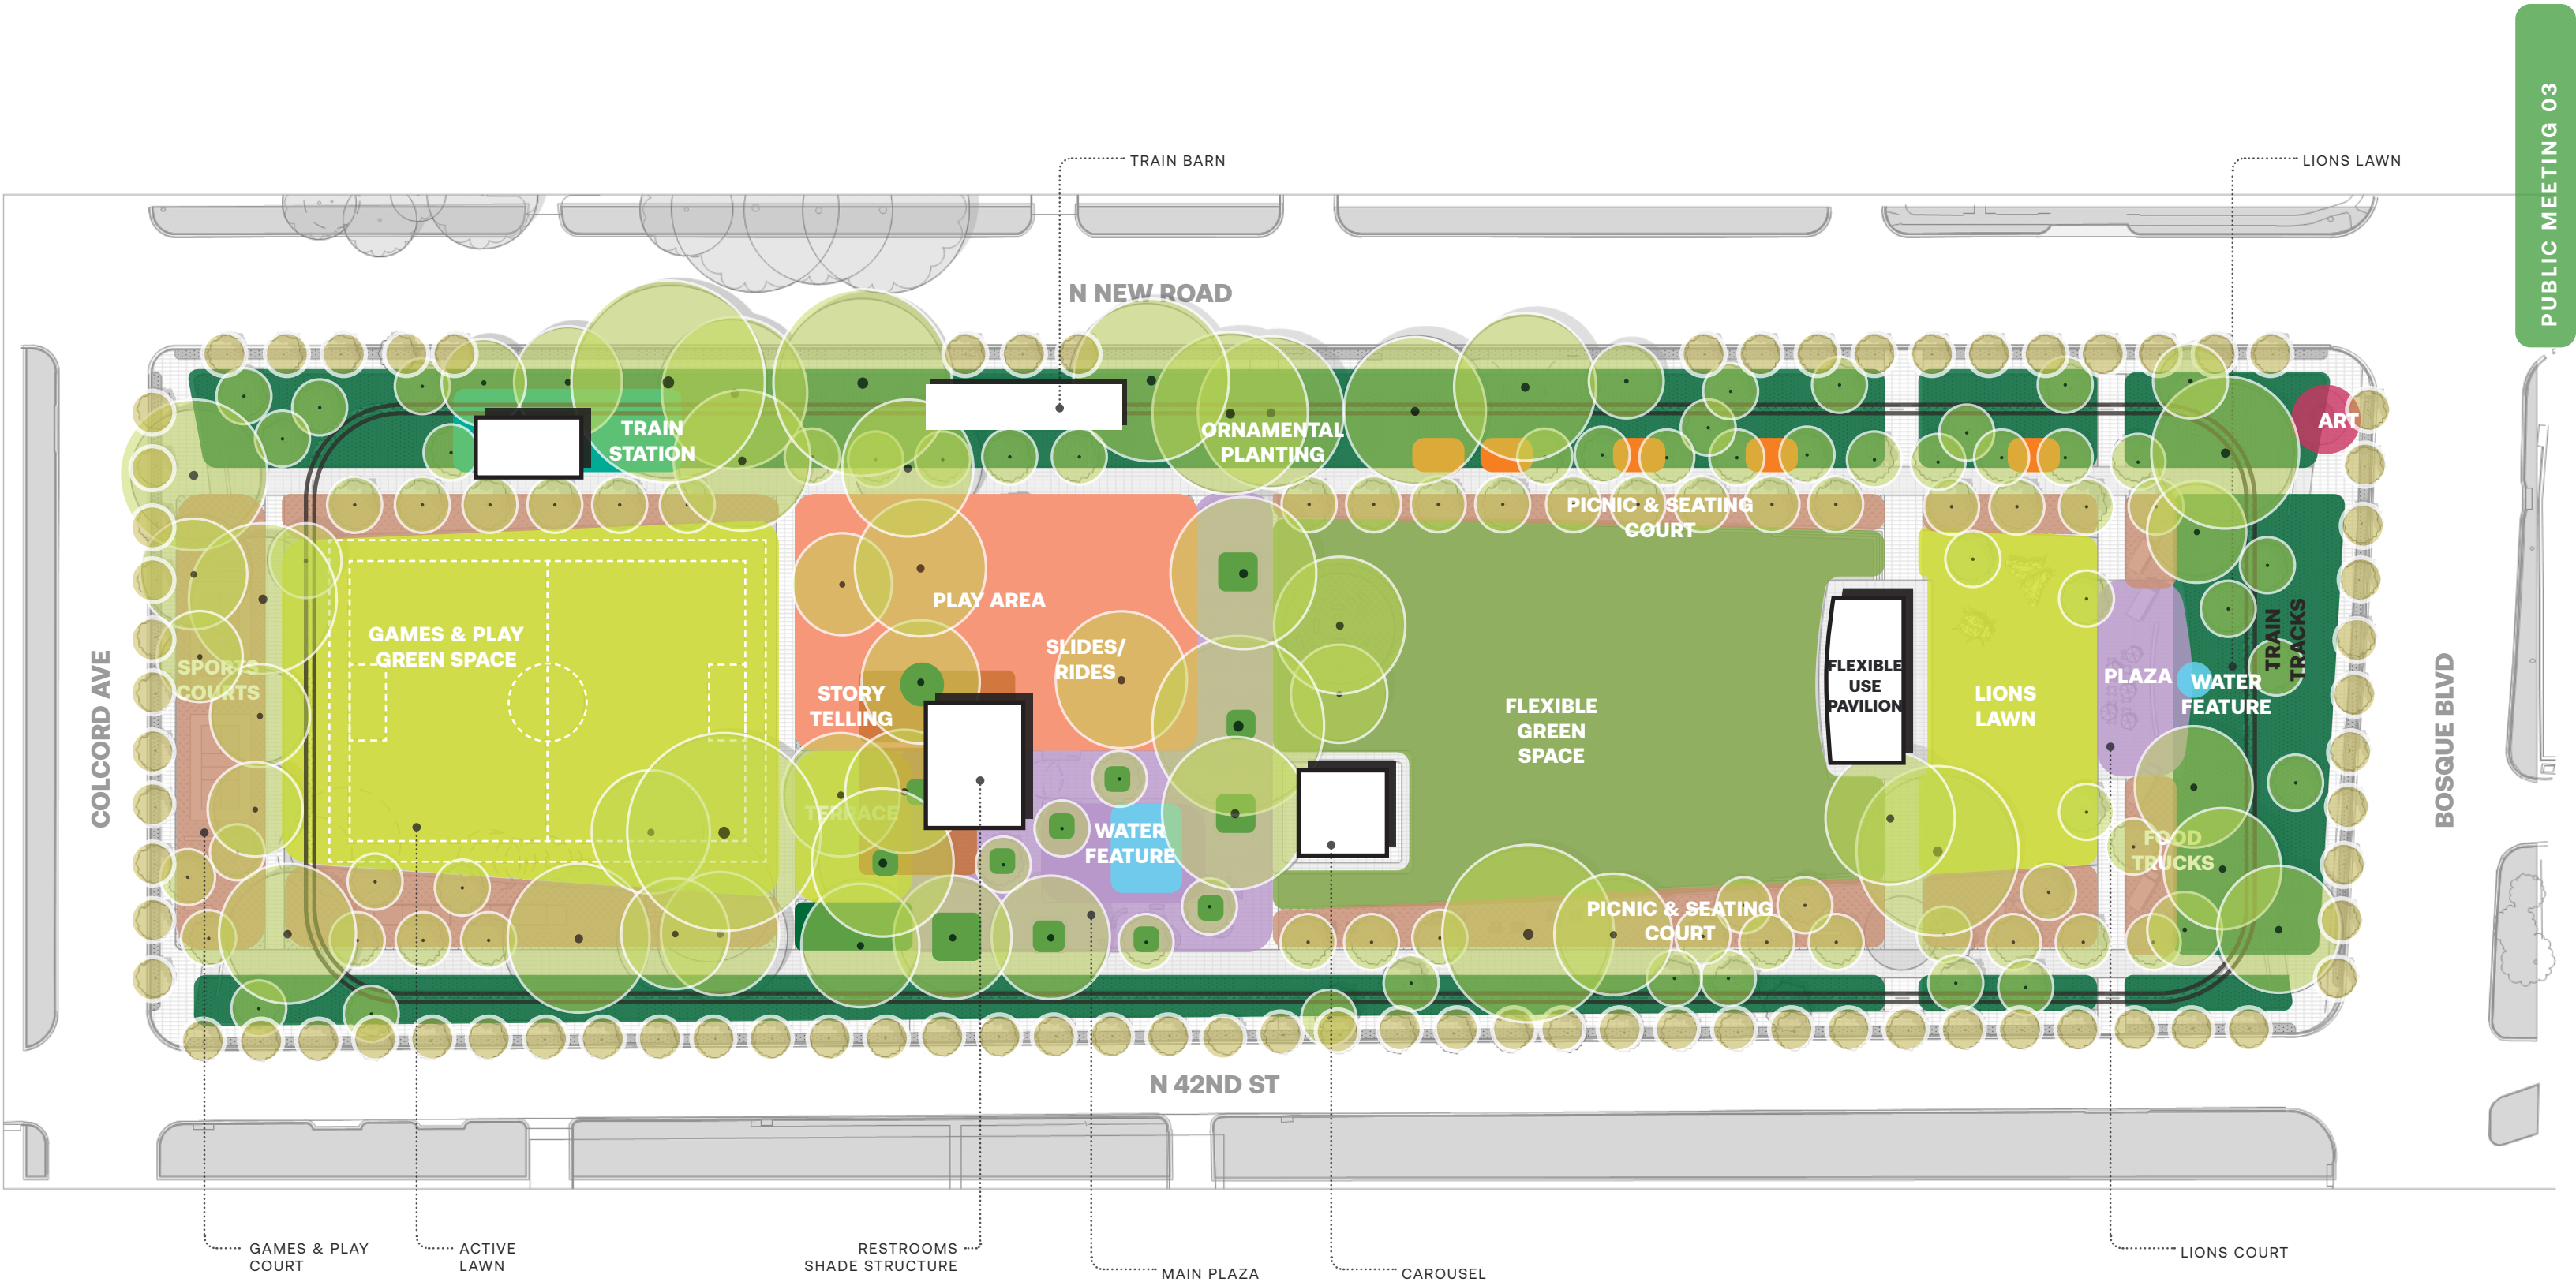 PUBLIC MEETING 03
TRAIN BARN
LIONS LAWN
N NEW ROAD
ART
TRAIN
STATION
ORNAMENTAL
PLANTING
PICNIC & SEATING
COURT
PLAY AREA
GAMES & PLAY
GREEN SPACE
SPORTS
COURTS
SLIDES/
RIDES
STORY
TELLING
FLEXIBLE
GREEN
SPACE
FLEXIBLE
USE
PAVILION
LIONS
LAWN
PLAZA
WATER
FEATURE
TRAIN
TRACKS
COLCORD AVE
BOSQUE BLVD
TERRACE
WATER
FEATURE
FOOD
TRUCKS
PICNIC & SEATING
COURT
N 42ND ST
GAMES & PLAY
COURT
ACTIVE
LAWN
RESTROOMS
SHADE STRUCTURE
MAIN PLAZA
CAROUSEL
LIONS COURT